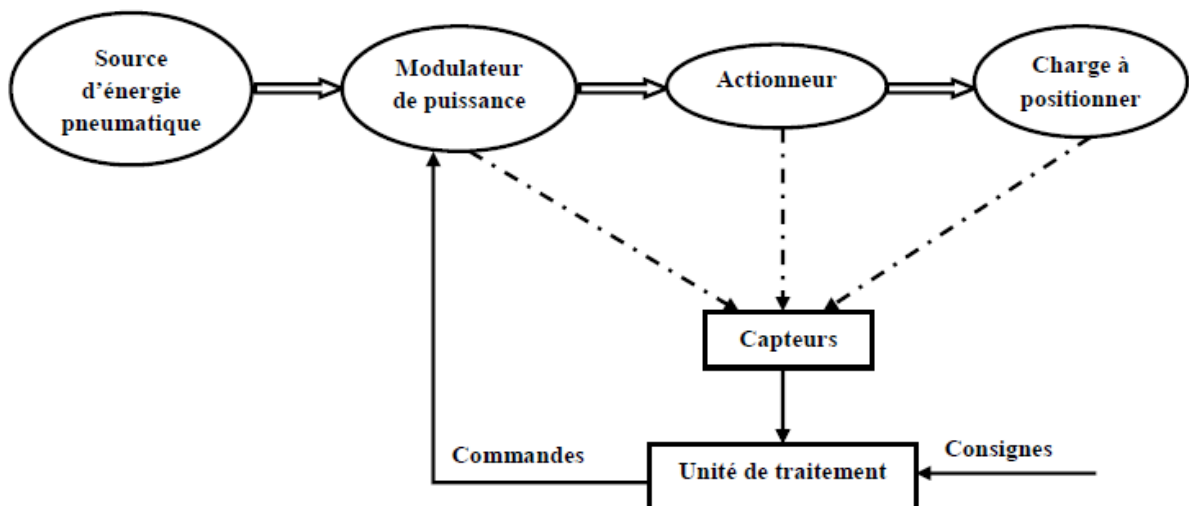 Source
d'énergie
pneumatique
Modulateur
de puissance
Actionneur
Charge à
positionner
Capteurs
Commandes
Unité de traitement
Consignes